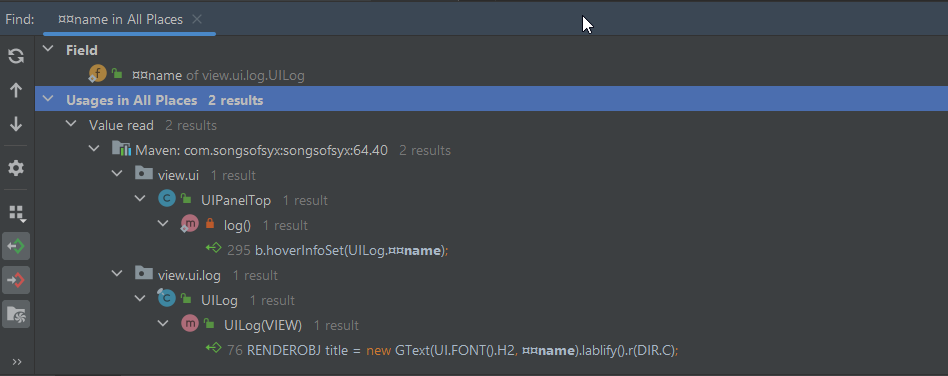 Find: ¤¤name in All Places
Field
¤¤name of view.ui.log.UILog
Usages in All Places 2 results
Value read 2 results
Maven: com.songsofsyx:songsofsyx:64.40 2 results
view.ui 1 result
UIPanelTop 1 result
log() 1 result
295 b.hoverInfoSet(UILog.¤¤name);
view.ui.log 1 result
UILog 1 result
UILog(VIEW) 1 result
76 RENDEROBJ title = new GText(UI.FONT().H2, ¤¤name).lablify().r(DIR.C);